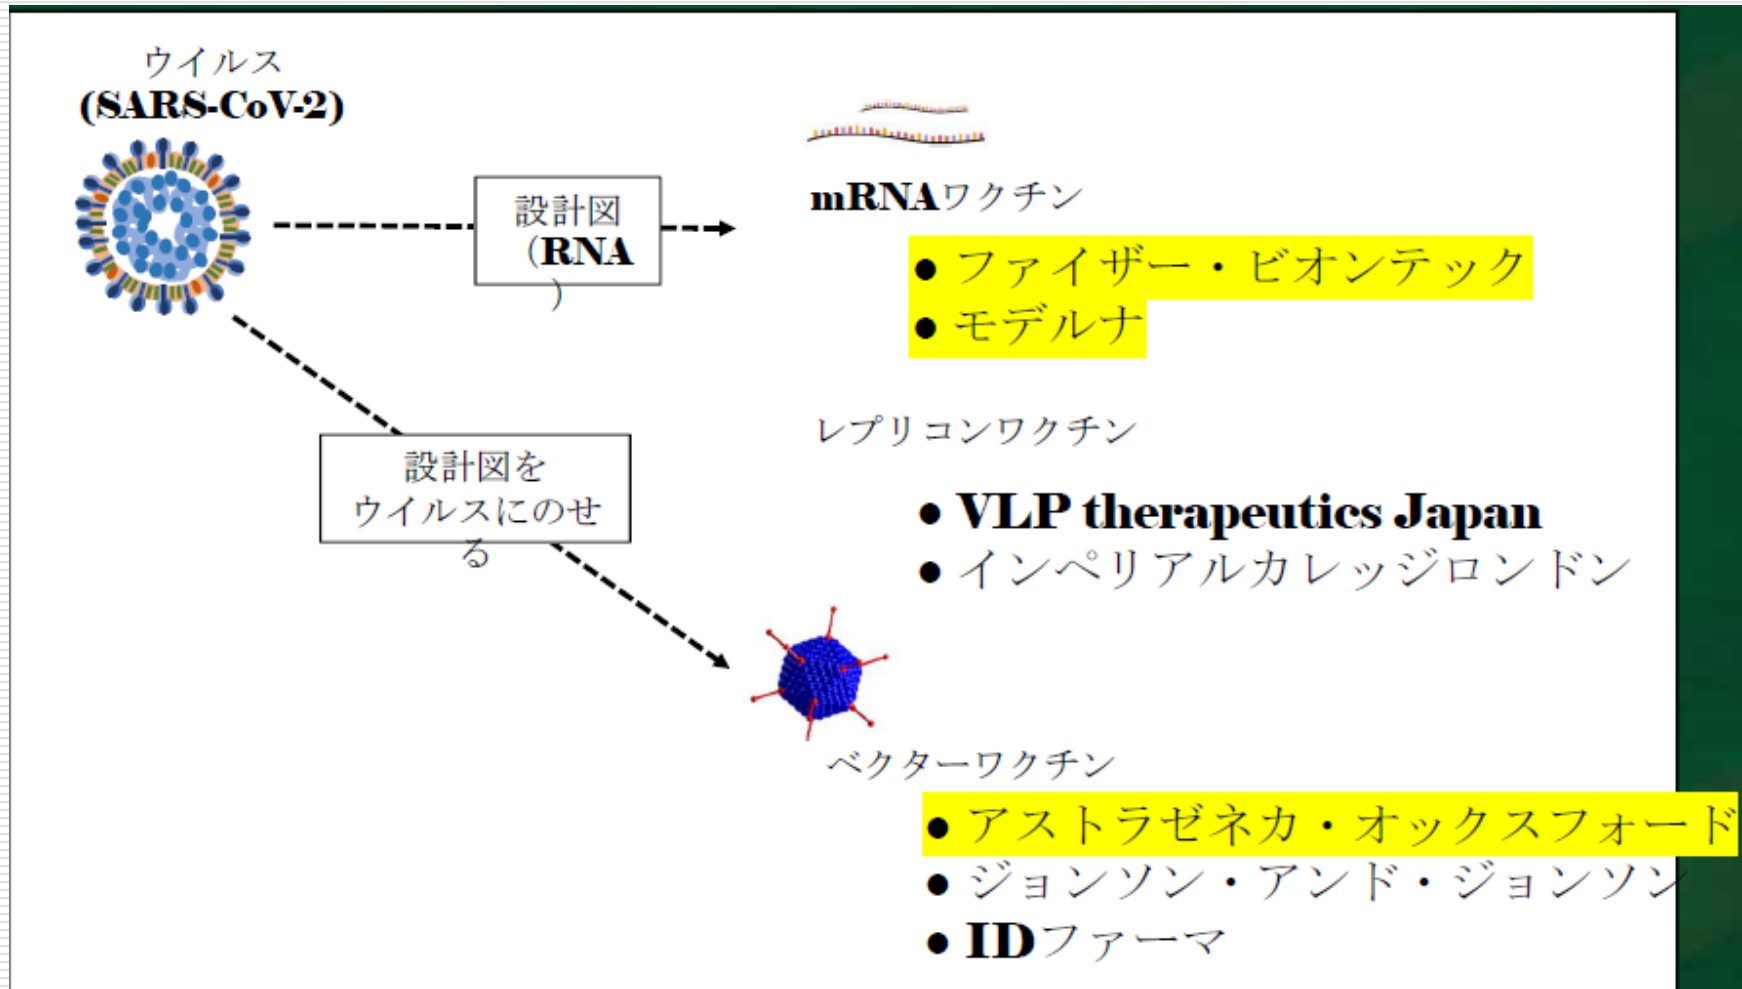 ウイルス
(SARS-CoV-2)
設計図
（RNA
）
mRNAワクチン
● ファイザー・ビオンテック
● モデルナ
レプリコンワクチン
● VLP therapeutics Japan
● インペリアルカレッジロンドン
設計図を
ウイルスにのせ
る
ベクターワクチン
● アストラゼネカ・オックスフォード
● ジョンソン・アンド・ジョンソン
● IDファーマ